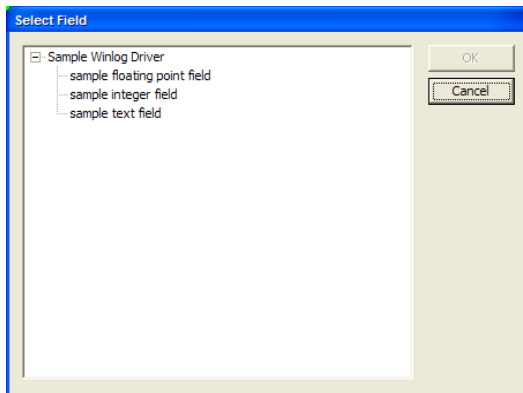 Select Field
Sample Winlog Driver
OK
sample floating point field
sample integer field
Cancel
sample text field